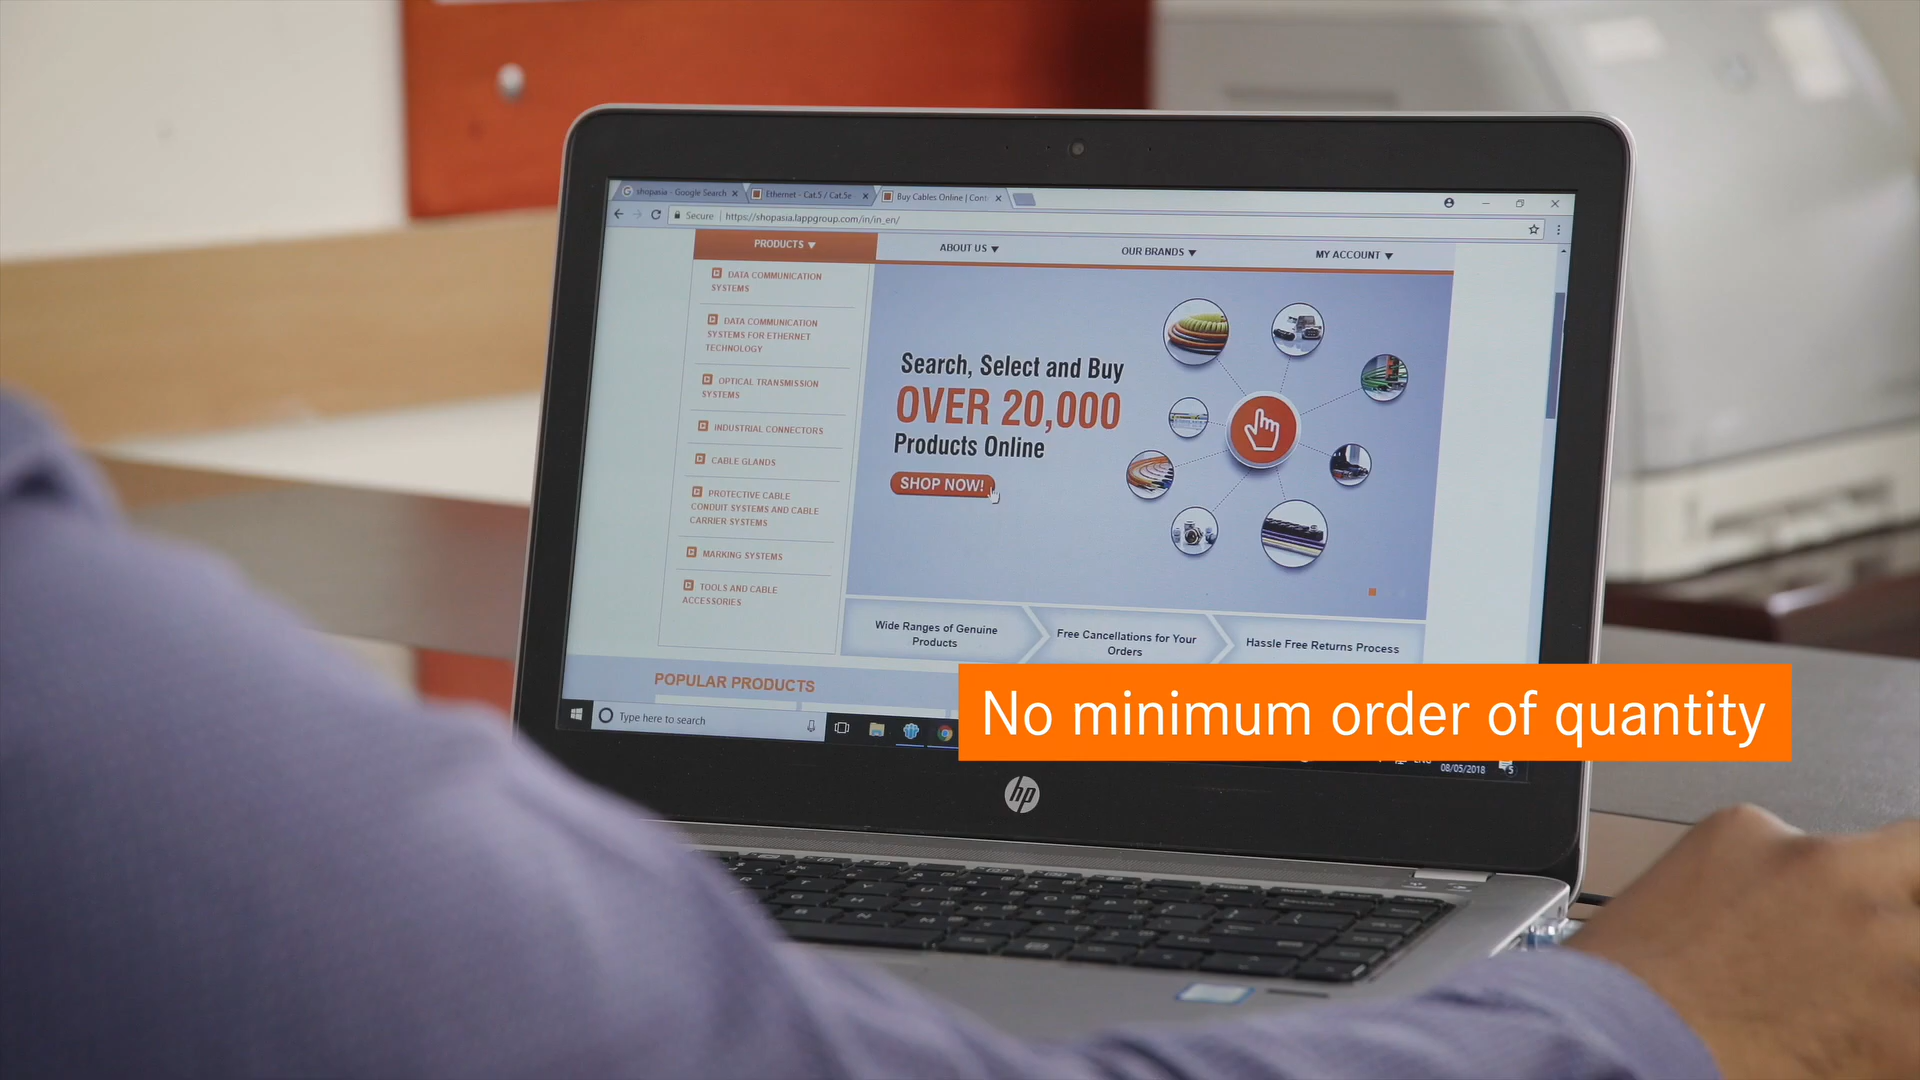 shopasia - Google Search
Ethernet - Cat.5 / Cat.5e
Buy Cables Online | Cont
Secure
https://shopasia.lappgroup.com/in/in_en/
PRODUCTS
ABOUT US
OUR BRANDS
MY ACCOUNT
DATA COMMUNICATION
SYSTEMS
DATA COMMUNICATION
SYSTEMS FOR ETHERNET
TECHNOLOGY
OPTICAL TRANSMISSION
SYSTEMS
INDUSTRIAL CONNECTORS
CABLE GLANDS
PROTECTIVE CABLE
CONDUIT SYSTEMS AND CABLE
CARRIER SYSTEMS
MARKING SYSTEMS
TOOLS AND CABLE
ACCESSORIES
Search, Select and Buy
OVER 20,000
Products Online
SHOP NOW!
Wide Ranges of Genuine
Products
Free Cancellations for Your
Orders
Hassle Free Returns Process
POPULAR PRODUCTS
No minimum order of quantity
Type here to search
08/05/2018
5
hp